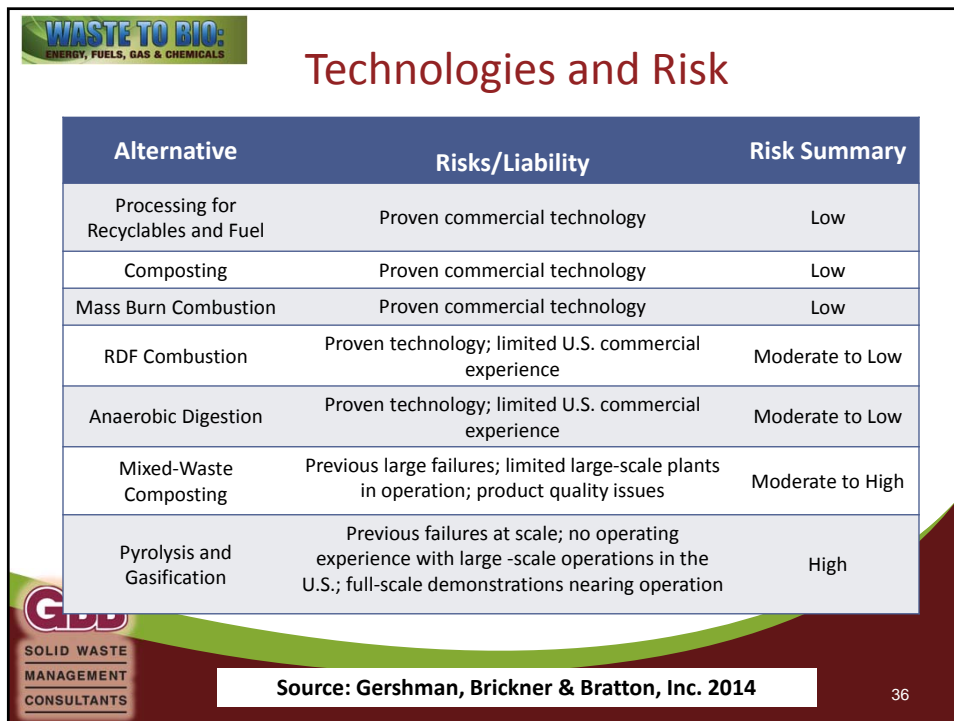 WASTE TO BIO:
ENERGY, FUELS, GAS & CHEMICALS
Technologies and Risk
Alternative
Risks/Liability
Risk Summary
Processing for
Recyclables and Fuel
Proven commercial technology
Low
Composting
Proven commercial technology
Low
Mass Burn Combustion
Proven commercial technology
Low
RDF Combustion
Proven technology; limited U.S. commercial
experience
Moderate to Low
Anaerobic Digestion
Proven technology; limited U.S. commercial
experience
Moderate to Low
Mixed-Waste
Composting
Previous large failures; limited large-scale plants
in operation; product quality issues
Moderate to High
Pyrolysis and
Gasification
Previous failures at scale; no operating
experience with large -scale operations in the
U.S.; full-scale demonstrations nearing operation
High
GBB
SOLID WASTE
MANAGEMENT
CONSULTANTS
Source: Gershman, Brickner & Bratton, Inc. 2014
36